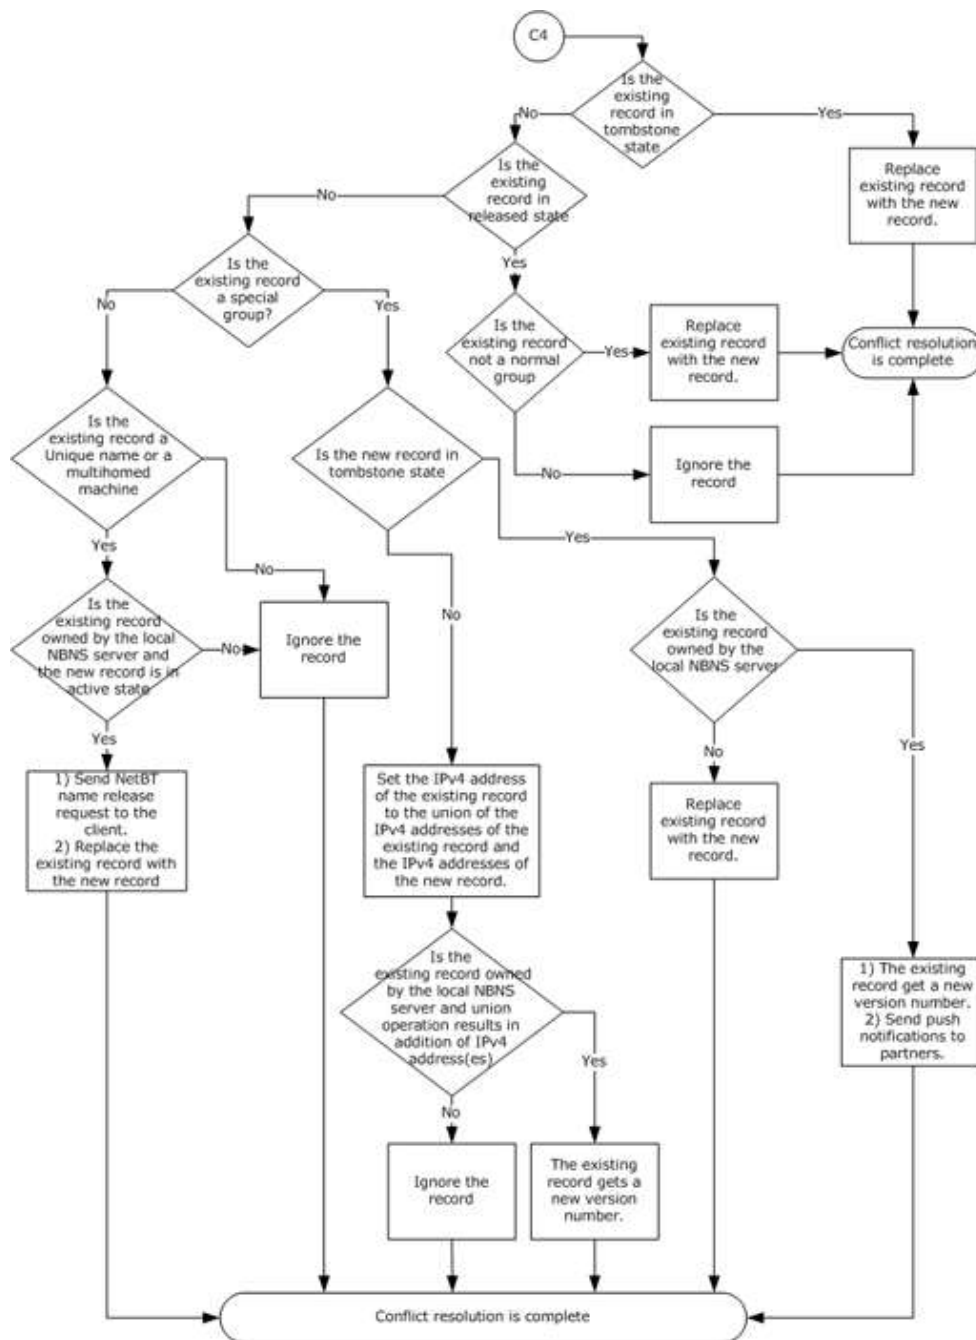 C4
Is the
existing
record in
tombstone
state
No
Yes
Is the
existing
record in
released state
Replace
existing record
with the new
record.
No
Is the
existing record
a special
group?
Yes
No
Yes
Is the
existing record
not a normal
group
Yes
Replace
existing record
with the new
record.
Conflict resolution
is complete
Is the
existing record a
Unique name or a
multihomed
machine
Is the new record in
tombstone state
No
Ignore the
record
Yes
No
Yes
Is the
existing record
owned by the local
NBNS server and
the new record is in
active state
No
Ignore the
record
No
Is the
existing record
owned by the
local NBNS server
Yes
No
Yes
1) Send NetBT
name release
request to the
client.
2) Replace the
existing record with
the new record
Set the IPv4 address
of the existing record
to the union of the
IPv4 addresses of the
existing record and
the IPv4 addresses of
the new record.
No
Replace
existing record
with the new
record.
Is the
existing record owned
by the local NBNS
server and union
operation results in
addition of IPv4
address(es)
1) The existing
record get a new
version number.
2) Send push
notifications to
partners.
Yes
No
Ignore the
record
The existing
record gets a
new version
number.
Conflict resolution is complete